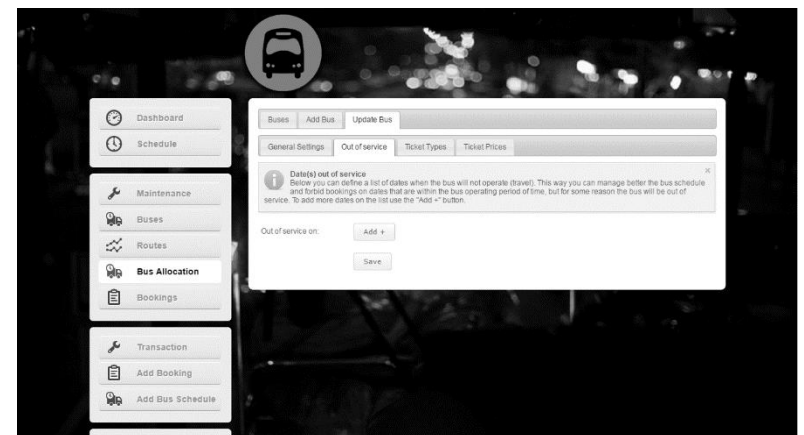 Dashboard
Schedule
Maintenance
Buses
Routes
Bus Allocation
Bookings
Transaction
Add Booking
Add Bus Schedule
Buses Add Bus Update Bus
General Settings Out of service Ticket Types Ticket Prices
Date(s) out of service
Below you can define a list of dates when the bus will not operate (travel). This way you can manage better the bus schedule
and forbid bookings on dates that are within the bus operating period of time, but for some reason the bus will be out of
service. To add more dates on the list use the "Add +" button.
Out of service on: Add +
Save